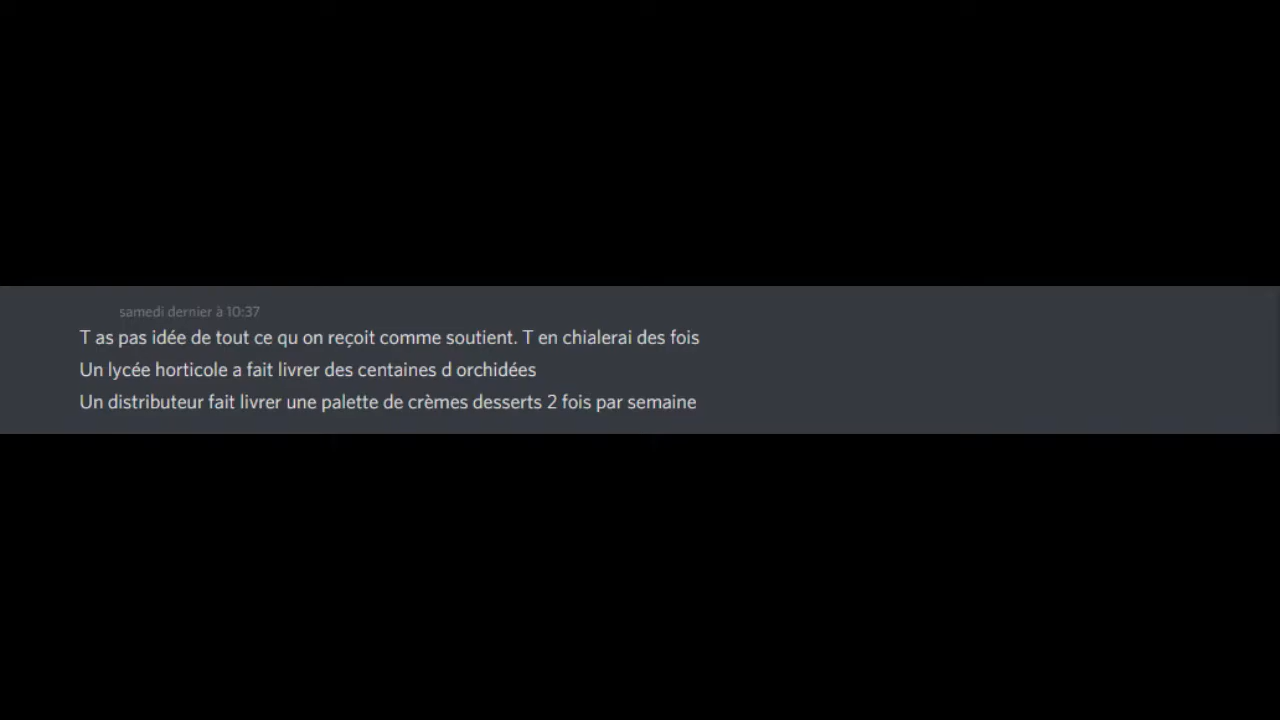 samedi dernier à 10:37
T as pas idée de tout ce qu on reçoit comme soutient. T en chialerai des fois
Un lycée horticole a fait livrer des centaines d orchidées
Un distributeur fait livrer une palette de crèmes desserts 2 fois par semaine